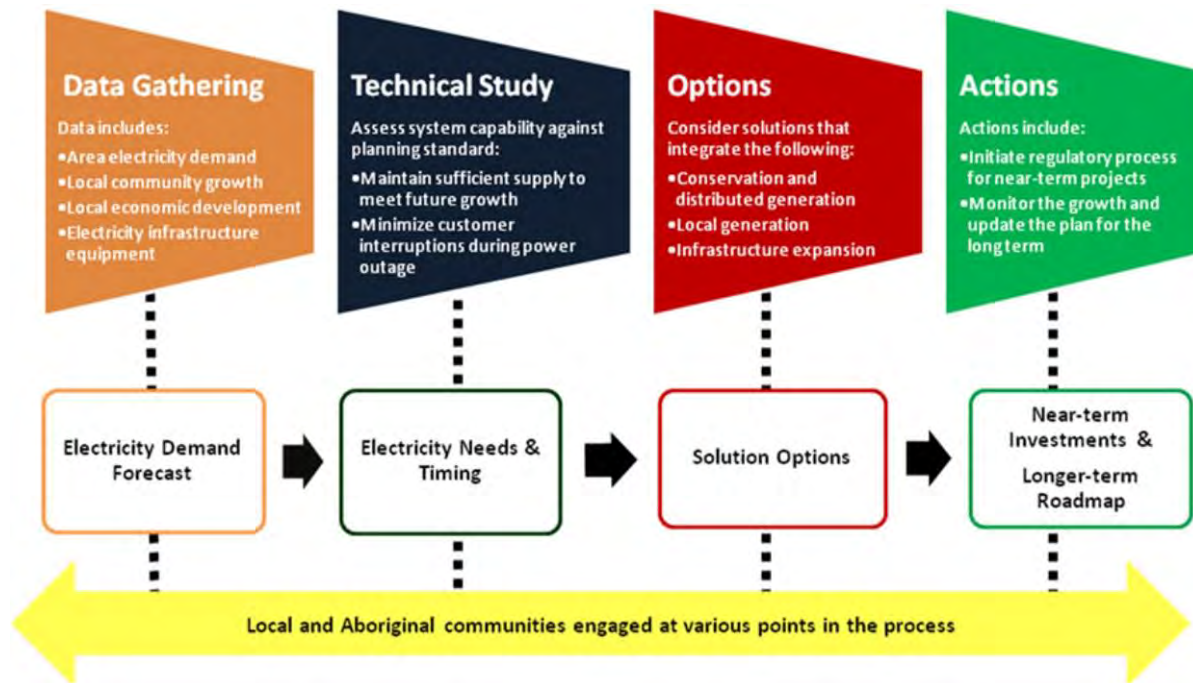 Data Gathering
Data includes:
•Area electricity demand
•Local community growth
•Local economic development
•Electricity infrastructure
equipment
Technical Study
Assess system capability against
planning standard:
•Maintain sufficient supply to
meet future growth
•Minimize customer
interruptions during power
outage
Options
Consider solutions that
integrate the following:
•Conservation and
distributed generation
•Local generation
•Infrastructure expansion
Actions
Actions include:
•Initiate regulatory process
for near-term projects
•Monitor the growth and
update the plan for the
long term
Electricity Demand
Forecast
Electricity Needs &
Timing
Solution Options
Near-term
Investments &
Longer-term
Roadmap
Local and Aboriginal communities engaged at various points in the process